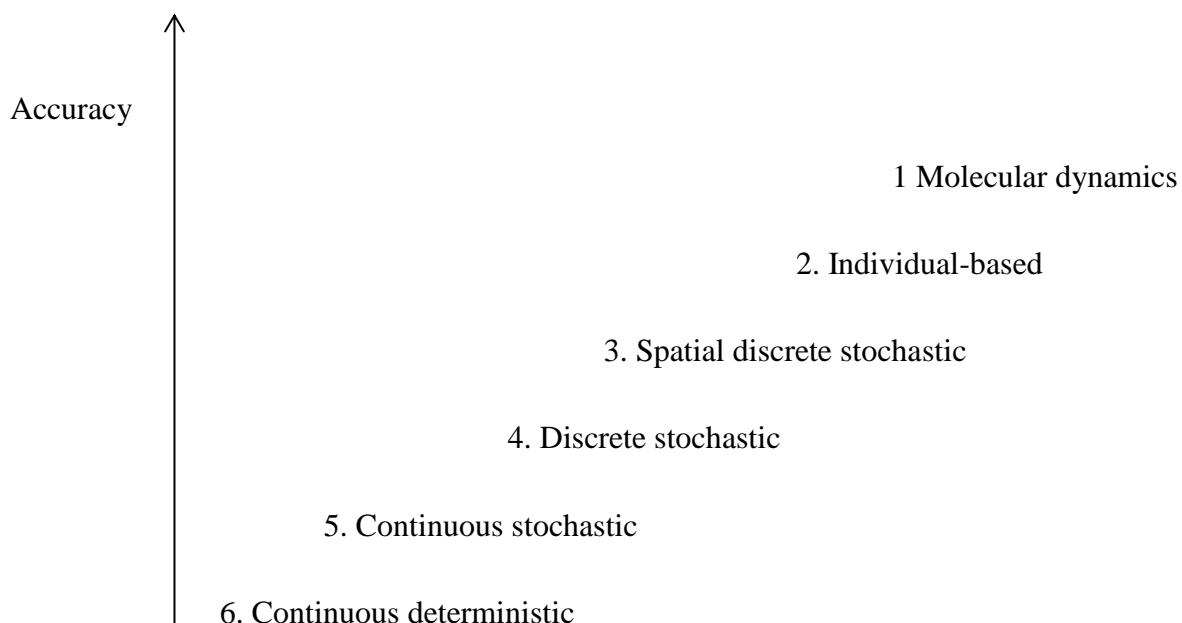 Accuracy
1 Molecular dynamics
2. Individual-based
3. Spatial discrete stochastic
4. Discrete stochastic
5. Continuous stochastic
6. Continuous deterministic